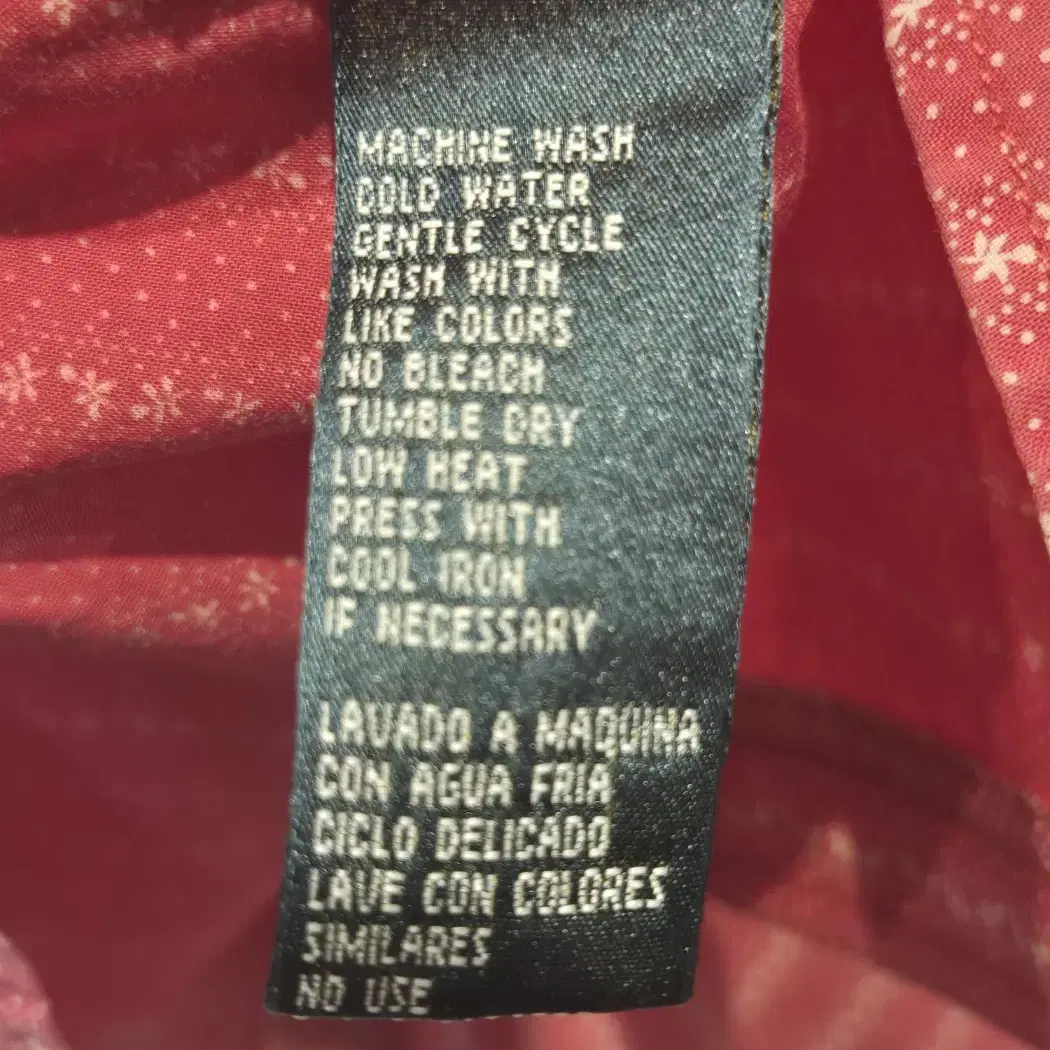 MACHINE WASH
COLD WATER
GENTLE CYCLE
WASH WITH
LIKE COLORS
NO BLEACH
TUMBLE DRY
LOW HEAT
PRESS WITH
COOL IRON
IF NECESSARY
LAVADO A MAQUINA
CON AGUA FRIA
CICLO DELICADO
LAVE CON COLORES
SIMILARES
NO USE